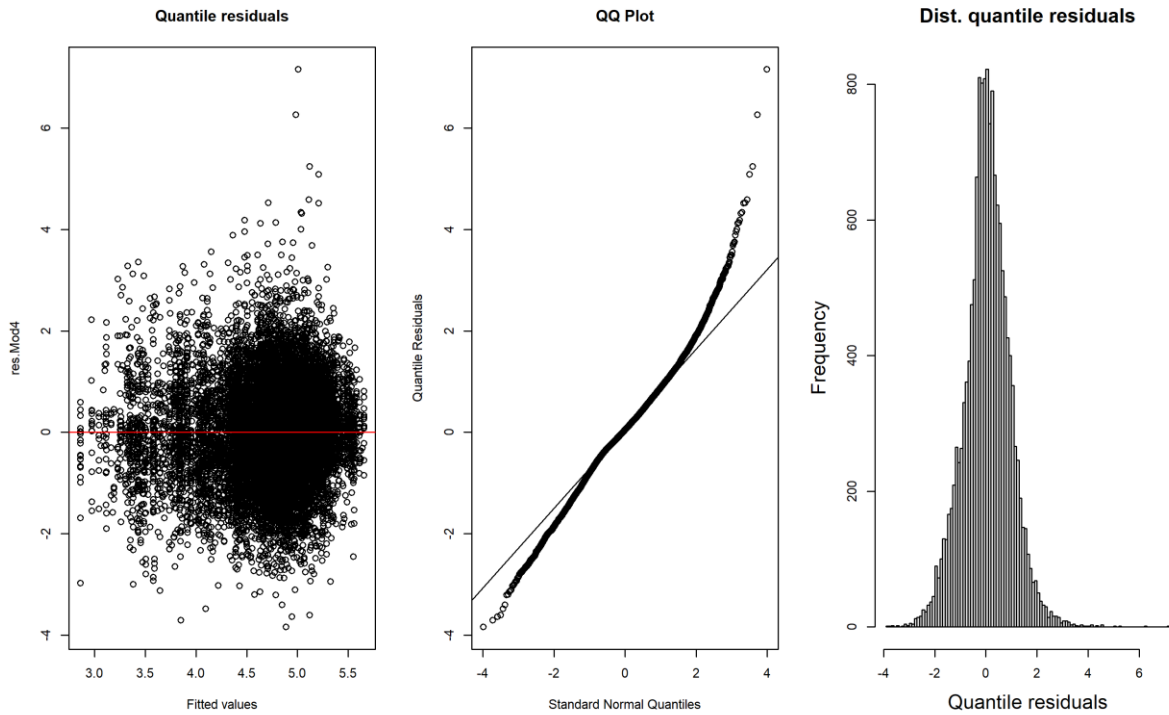 Quantile residuals
res.Mod4
6
4
2
0
-2
-4
3.0 3.5 4.0 4.5 5.0 5.5
Fitted values
QQ Plot
Quantile Residuals
6
4
2
0
-2
-4
-4 -2 0 2 4
Standard Normal Quantiles
Dist. quantile residuals
Frequency
800
600
400
200
0
-4 -2 0 2 4 6
Quantile residuals